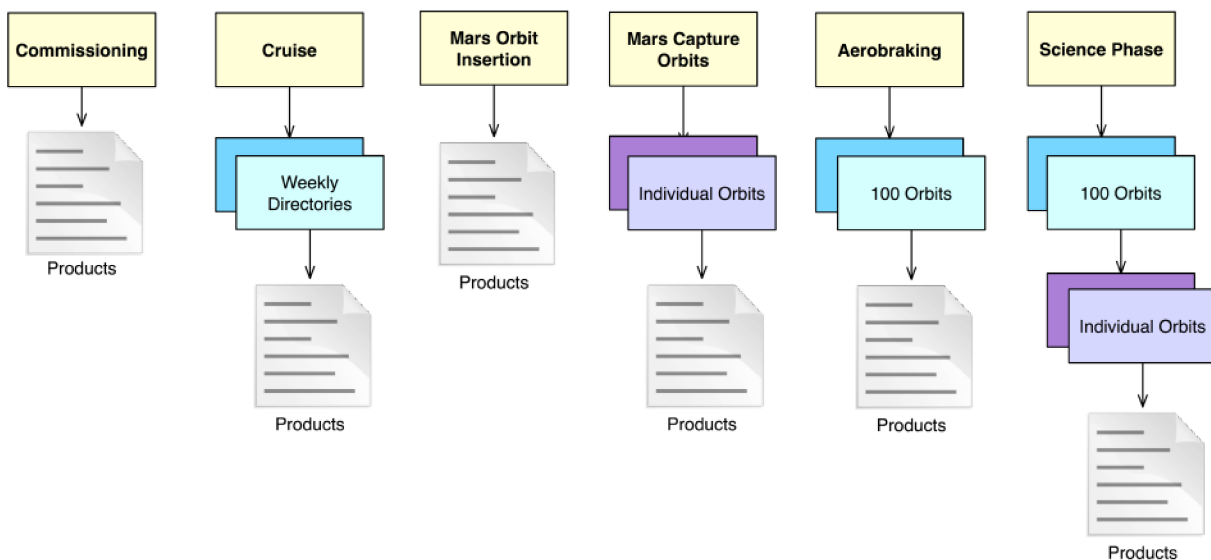 Commissioning
Cruise
Mars Orbit
Insertion
Mars Capture
Orbits
Aerobraking
Science Phase
Products
Weekly
Directories
Products
Products
Individual Orbits
Products
100 Orbits
Products
100 Orbits
Individual Orbits
Products